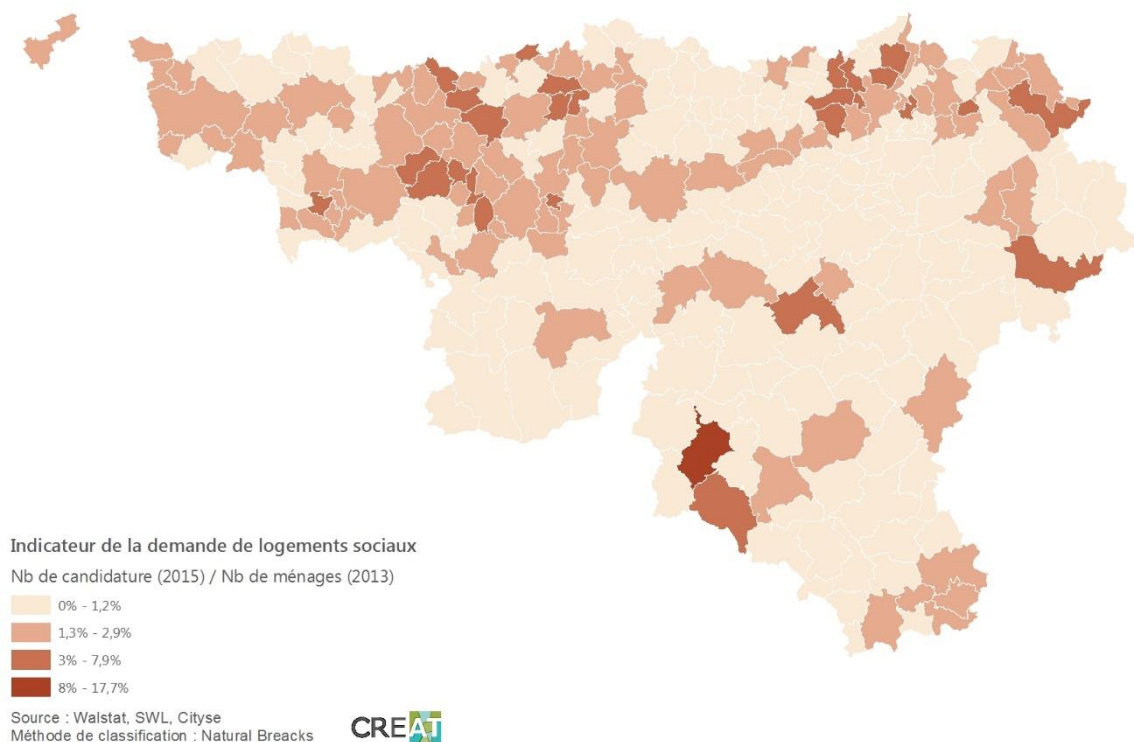 Indicateur de la demande de logements sociaux
Nb de candidature (2015) / Nb de ménages (2013)
0% - 1,2%
1,3% - 2,9%
3% - 7,9%
8% - 17,7%
Source : Walstat, SWL, Cityse
Méthode de classification : Natural Breacks
CREAT